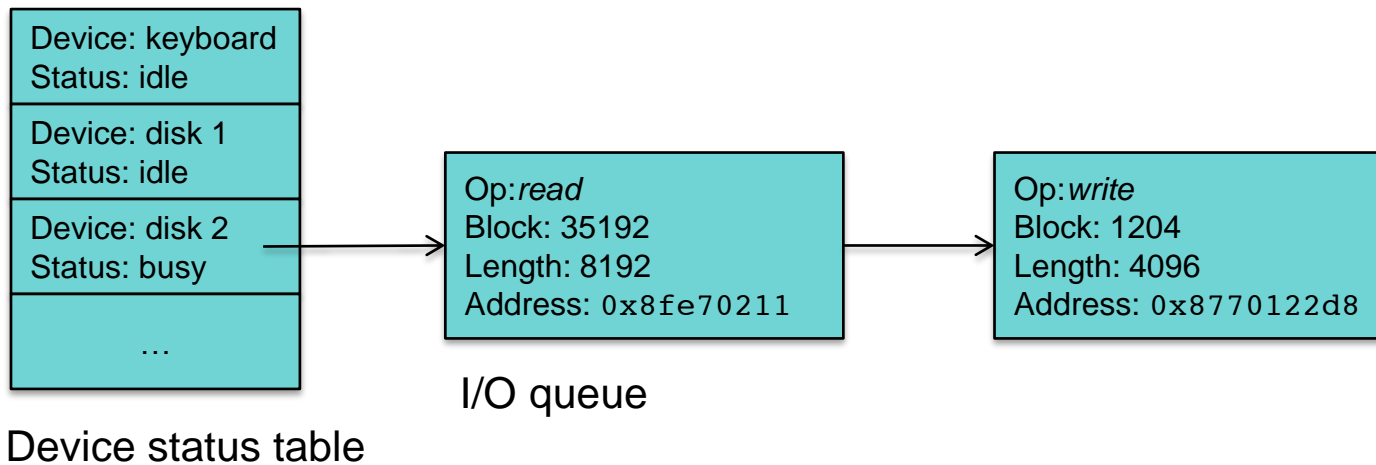 Device: keyboard
Status: idle
Device: disk 1
Status: idle
Device: disk 2
Status: busy
…
Device status table
Op:read
Block: 35192
Length: 8192
Address: 0x8fe70211
I/O queue
Op:write
Block: 1204
Length: 4096
Address: 0x8770122d8